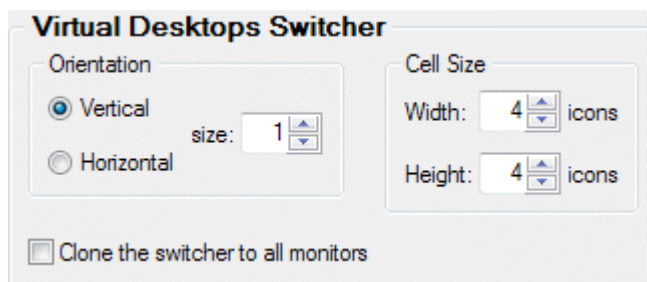 Virtual Desktops Switcher
Orientation
Vertical
size: 1
Horizontal
Cell Size
Width: 4 icons
Height: 4 icons
Clone the switcher to all monitors